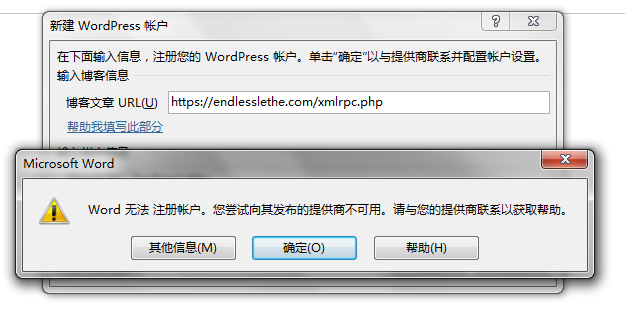 新建 WordPress 帐户
在下面输入信息，注册您的 WordPress 帐户。单击“确定”以与提供商联系并配置帐户设置。
输入博客信息
博客文章 URL(U) https://endlesslethe.com/xmlrpc.php
帮助我填写此部分
Microsoft Word
Word 无法 注册帐户。您尝试向其发布的提供商不可用。请与您的提供商联系以获取帮助。
其他信息(M) 确定(O) 帮助(H)